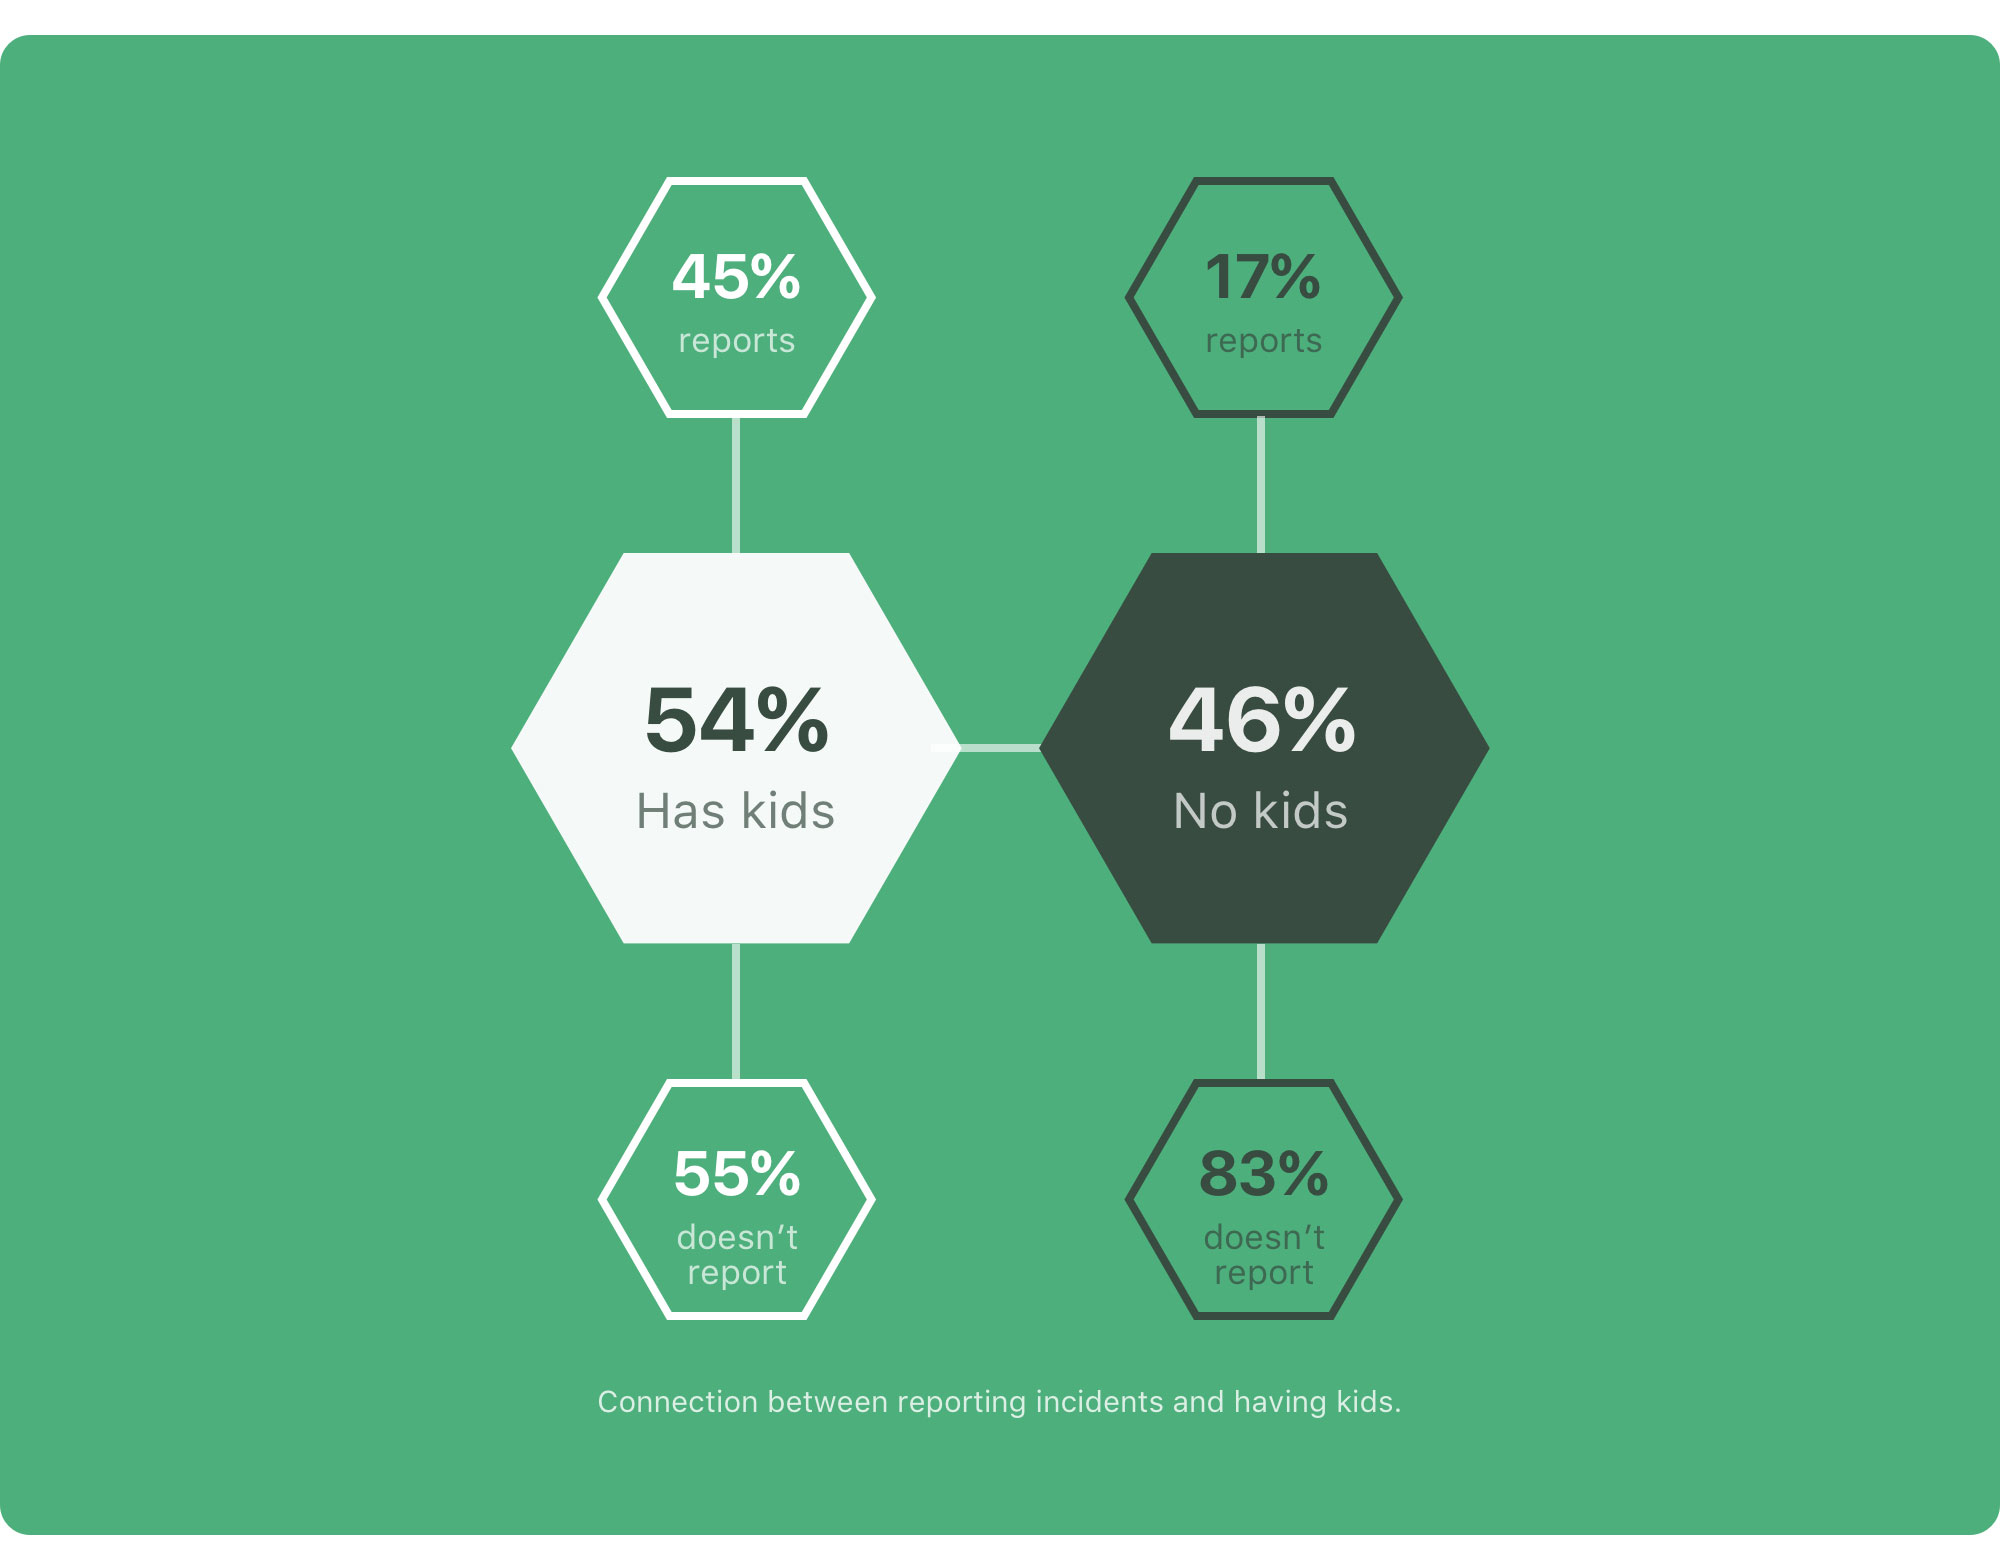 45%
reports
17%
reports
54%
Has kids
46%
No kids
55%
doesn’t
report
83%
doesn’t
report
Connection between reporting incidents and having kids.